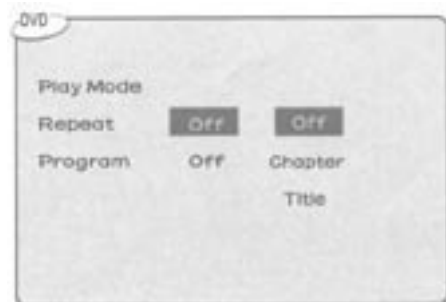 DVD
Play Mode
Repeat Off Off
Program Off Chapter
Title